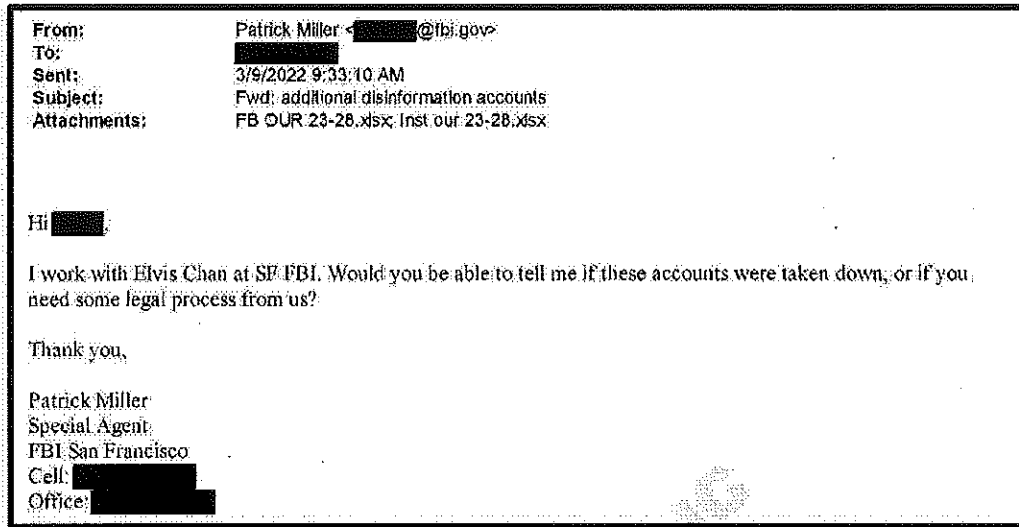 From: Patrick Miller < @fbi.gov>
To:
Sent: 3/9/2022 9:33:10 AM
Subject: Fwd: additional disinformation accounts
Attachments: FB OUR 23-28.xlsx; Inst our 23-28.xlsx
Hi ,
I work with Elvis Chan at SF FBI. Would you be able to tell me if these accounts were taken down, or if you
need some legal process from us?
Thank you,
Patrick Miller
Special Agent
FBI San Francisco
Cell:
Office: